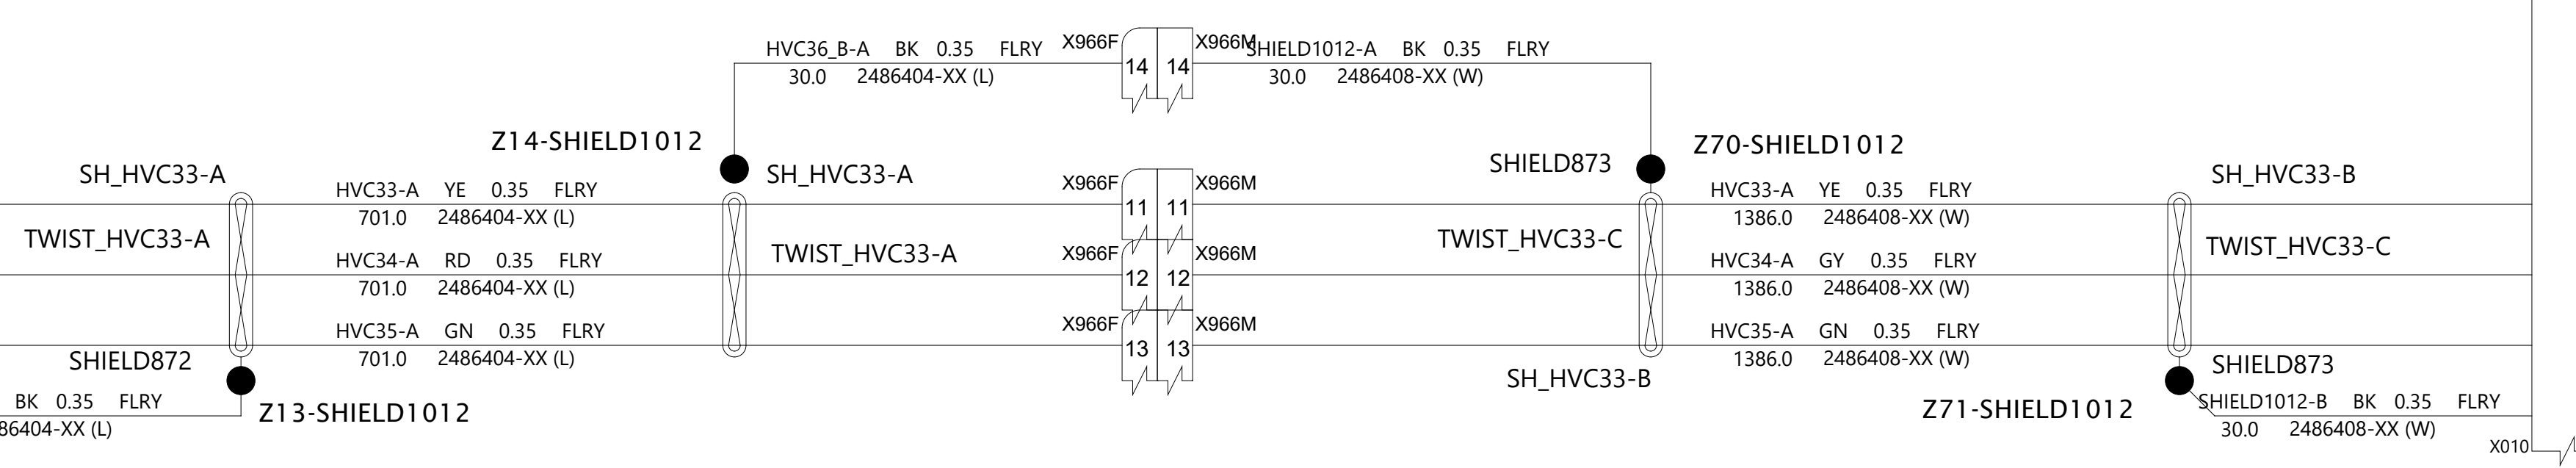 HVC36_B-A BK 0.35 FLRY
30.0 2486404-XX (L)
X966F
14
14
X966M
SHIELD1012-A BK 0.35 FLRY
30.0 2486408-XX (W)
Z14-SHIELD1012
Z70-SHIELD1012
SH_HVC33-A
SH_HVC33-A
SHIELD873
SH_HVC33-B
HVC33-A YE 0.35 FLRY
701.0 2486404-XX (L)
X966F
11
11
X966M
HVC33-A YE 0.35 FLRY
1386.0 2486408-XX (W)
TWIST_HVC33-A
TWIST_HVC33-A
TWIST_HVC33-C
TWIST_HVC33-C
HVC34-A RD 0.35 FLRY
701.0 2486404-XX (L)
X966F
12
12
X966M
HVC34-A GY 0.35 FLRY
1386.0 2486408-XX (W)
HVC35-A GN 0.35 FLRY
701.0 2486404-XX (L)
X966F
13
13
X966M
HVC35-A GN 0.35 FLRY
1386.0 2486408-XX (W)
SHIELD872
SH_HVC33-B
SHIELD873
BK 0.35 FLRY
Z13-SHIELD1012
Z71-SHIELD1012
SHIELD1012-B BK 0.35 FLRY
86404-XX (L)
30.0 2486408-XX (W)
X010